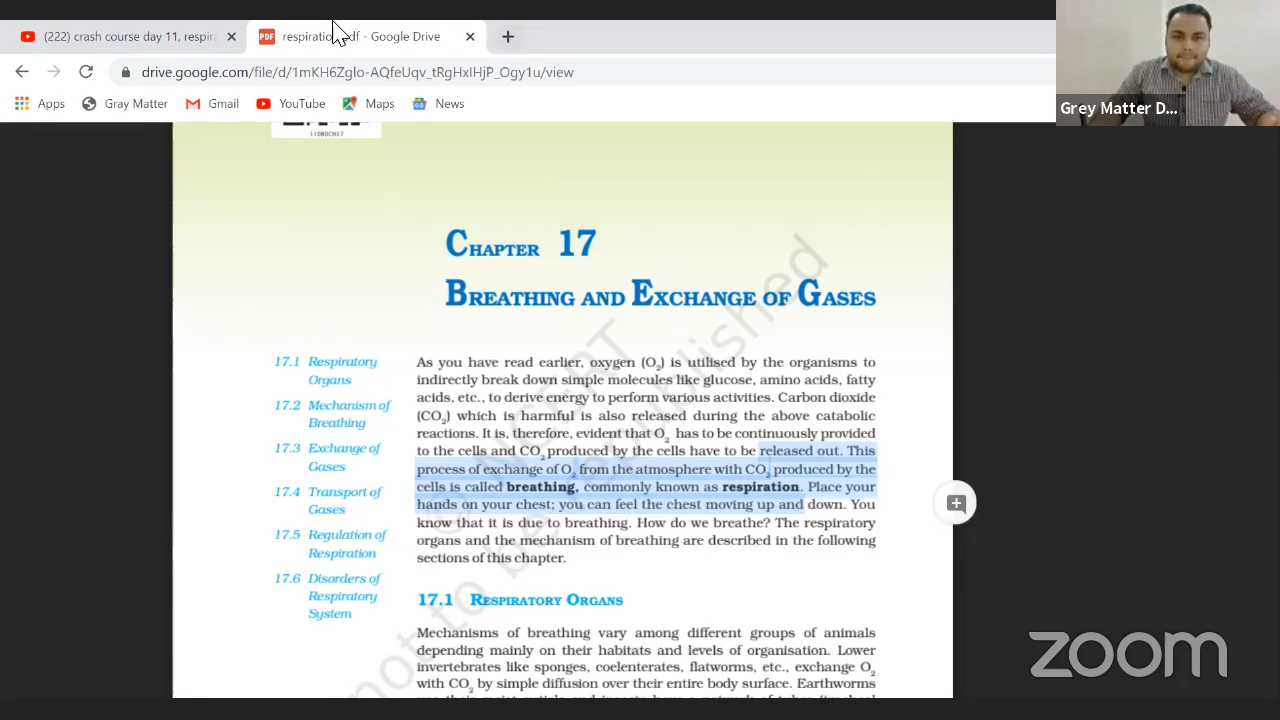 (222) crash course day 11, respira
respiration.pdf - Google Drive
drive.google.com/file/d/1mKH6Zglo-AQfeUqv_tRgHxIHjP_Ogy1u/view
Apps Gray Matter Gmail YouTube Maps News
Grey Matter D...
11080CH17
CHAPTER 17
BREATHING AND EXCHANGE OF GASES
17.1 Respiratory
Organs
17.2 Mechanism of
Breathing
17.3 Exchange of
Gases
17.4 Transport of
Gases
17.5 Regulation of
Respiration
17.6 Disorders of
Respiratory
System
As you have read earlier, oxygen (O₂) is utilised by the organisms to
indirectly break down simple molecules like glucose, amino acids, fatty
acids, etc., to derive energy to perform various activities. Carbon dioxide
(CO₂) which is harmful is also released during the above catabolic
reactions. It is, therefore, evident that O₂ has to be continuously provided
to the cells and CO₂ produced by the cells have to be released out. This
process of exchange of O₂ from the atmosphere with CO₂ produced by the
cells is called breathing, commonly known as respiration. Place your
hands on your chest; you can feel the chest moving up and down. You
know that it is due to breathing. How do we breathe? The respiratory
organs and the mechanism of breathing are described in the following
sections of this chapter.
17.1 RESPIRATORY ORGANS
Mechanisms of breathing vary among different groups of animals
depending mainly on their habitats and levels of organisation. Lower
invertebrates like sponges, coelenterates, flatworms, etc., exchange O₂
with CO₂ by simple diffusion over their entire body surface. Earthworms
© NCERT
not to be republished
zoom